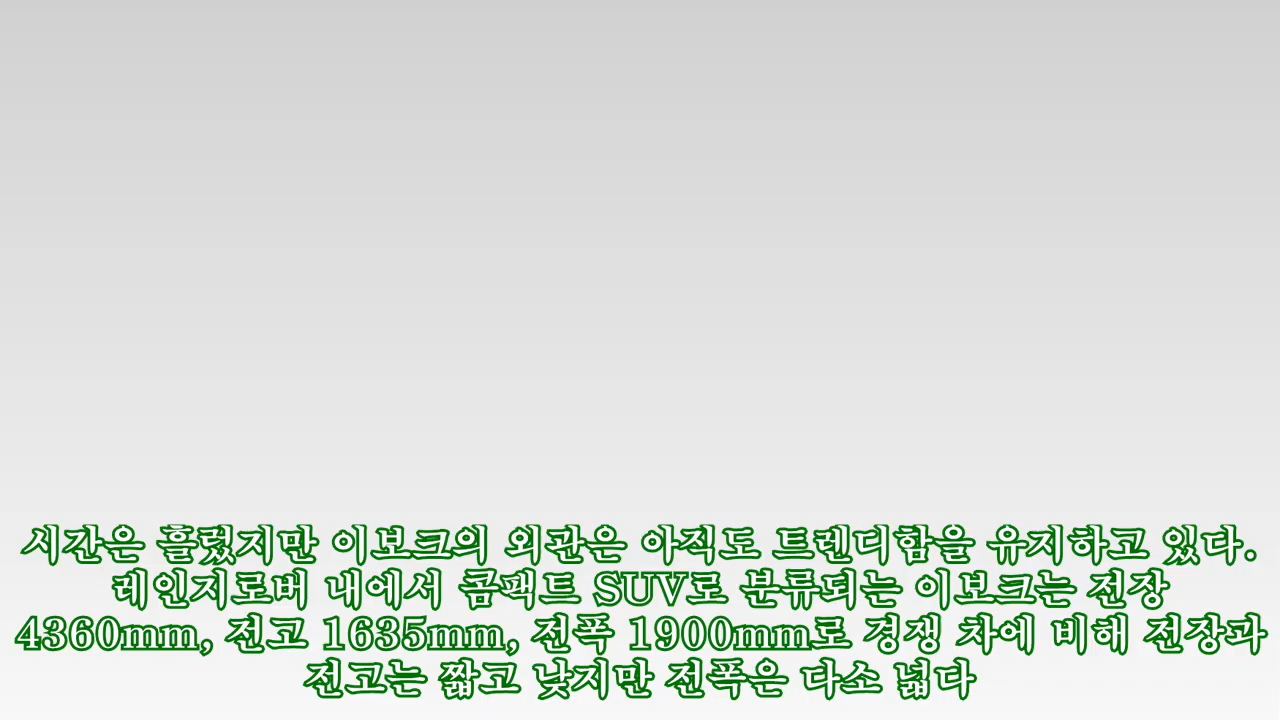 시간은 흘렀지만 이보크의 외관은 아직도 트렌디함을 유지하고 있다.
레인지로버 내에서 콤팩트 SUV로 분류되는 이보크는 전장
4360mm, 전고 1635mm, 전폭 1900mm로 경쟁 차에 비해 전장과
전고는 짧고 낮지만 전폭은 다소 넓다